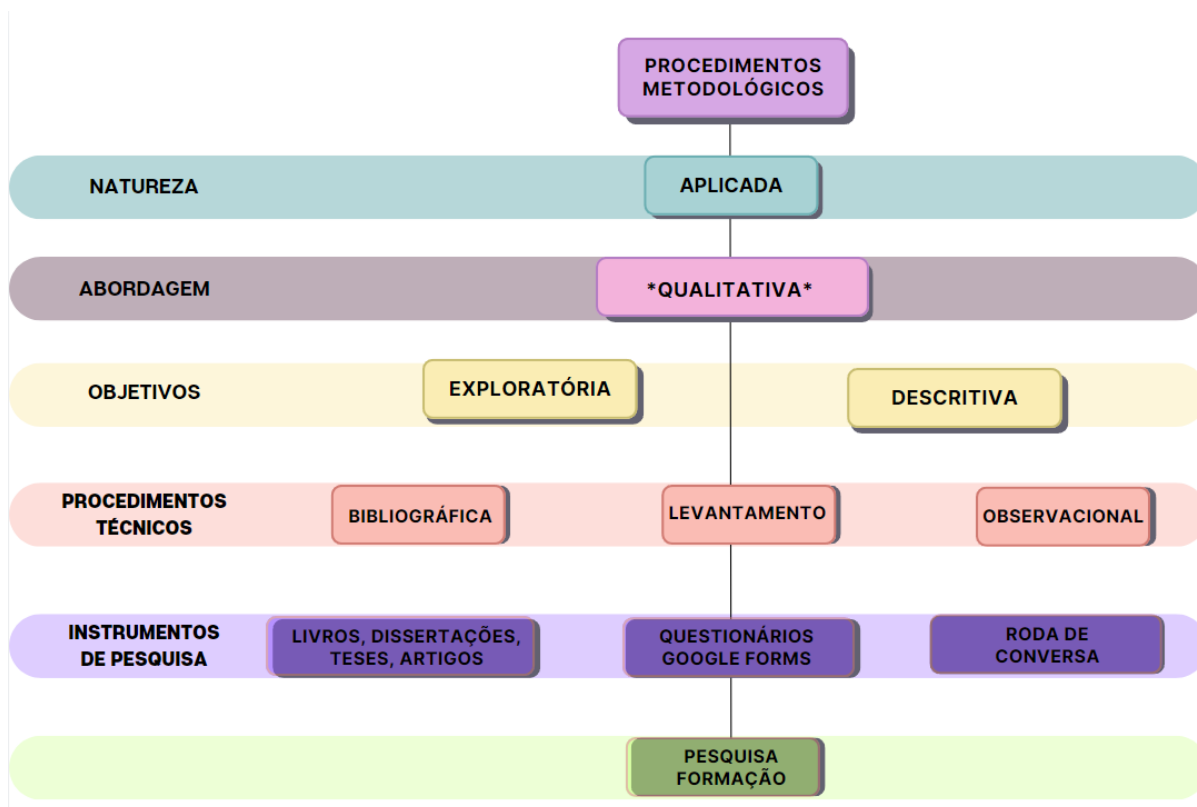 PROCEDIMENTOS
METODOLÓGICOS
NATUREZA
APLICADA
ABORDAGEM
*QUALITATIVA*
OBJETIVOS
EXPLORATÓRIA
DESCRITIVA
PROCEDIMENTOS
TÉCNICOS
BIBLIOGRÁFICA
LEVANTAMENTO
OBSERVACIONAL
INSTRUMENTOS
DE PESQUISA
LIVROS, DISSERTAÇÕES,
TESES, ARTIGOS
QUESTIONÁRIOS
GOOGLE FORMS
RODA DE
CONVERSA
PESQUISA
FORMAÇÃO